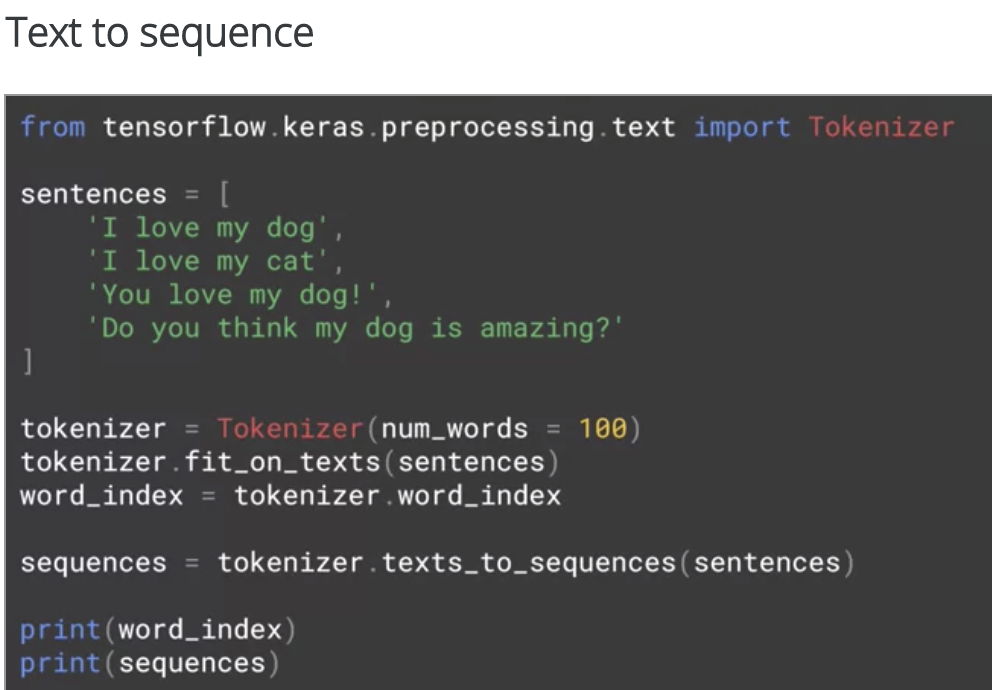 Text to sequence
from tensorflow.keras.preprocessing.text import Tokenizer
sentences = [
    'I love my dog',
    'I love my cat',
    'You love my dog!',
    'Do you think my dog is amazing?'
]
tokenizer = Tokenizer(num_words = 100)
tokenizer.fit_on_texts(sentences)
word_index = tokenizer.word_index
sequences = tokenizer.texts_to_sequences(sentences)
print(word_index)
print(sequences)